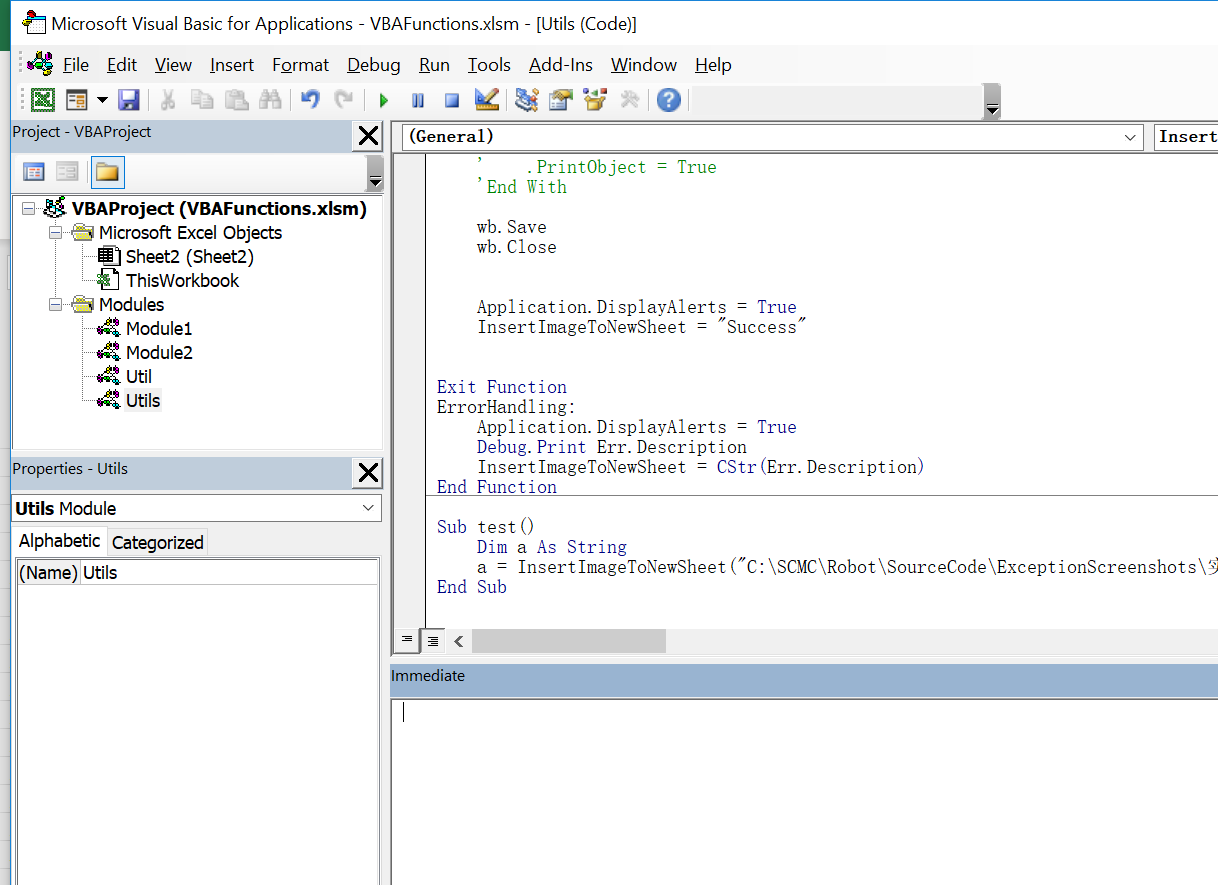 Microsoft Visual Basic for Applications - VBAFunctions.xlsm - [Utils (Code)]
File Edit View Insert Format Debug Run Tools Add-Ins Window Help
Project - VBAProject
VBAProject (VBAFunctions.xlsm)
Microsoft Excel Objects
Sheet2 (Sheet2)
ThisWorkbook
Modules
Module1
Module2
Util
Utils
Properties - Utils
Utils Module
Alphabetic Categorized
(Name) Utils
(General) Insert
' .PrintObject = True
'End With
wb.Save
wb.Close
Application.DisplayAlerts = True
InsertImageToNewSheet = "Success"
Exit Function
ErrorHandling:
Application.DisplayAlerts = True
Debug.Print Err.Description
InsertImageToNewSheet = CStr(Err.Description)
End Function
Sub test()
Dim a As String
a = InsertImageToNewSheet("C:\SCMC\Robot\SourceCode\ExceptionScreenshots\
End Sub
Immediate